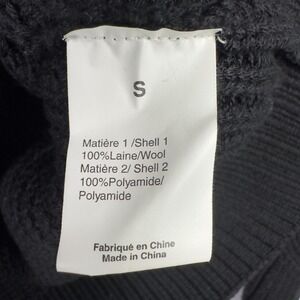 S
Matière 1 /Shell 1
100%Laine/Wool
Matière 2/ Shell 2
100%Polyamide/
Polyamide
Fabriqué en Chine
Made in China